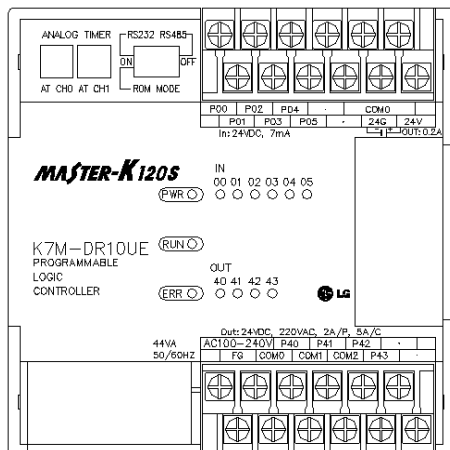 ANALOG TIMER RS232 RS485
ON OFF
AT CH0 AT CH1 ROM MODE
P00 P02 P04 · COM0
P01 P03 P05 · 24G 24V
In: 24VDC, 7mA OUT: 0.2A
MASTER-K120S
IN
00 01 02 03 04 05
PWR
K7M-DR10UE
RUN
PROGRAMMABLE
LOGIC
CONTROLLER
OUT
40 41 42 43
ERR
LG
Out: 24VDC, 220VAC, 2A/P, 5A/C
44VA AC100-240V P40 P41 P42 · ·
50/60HZ FG COM0 COM1 COM2 P43 ·